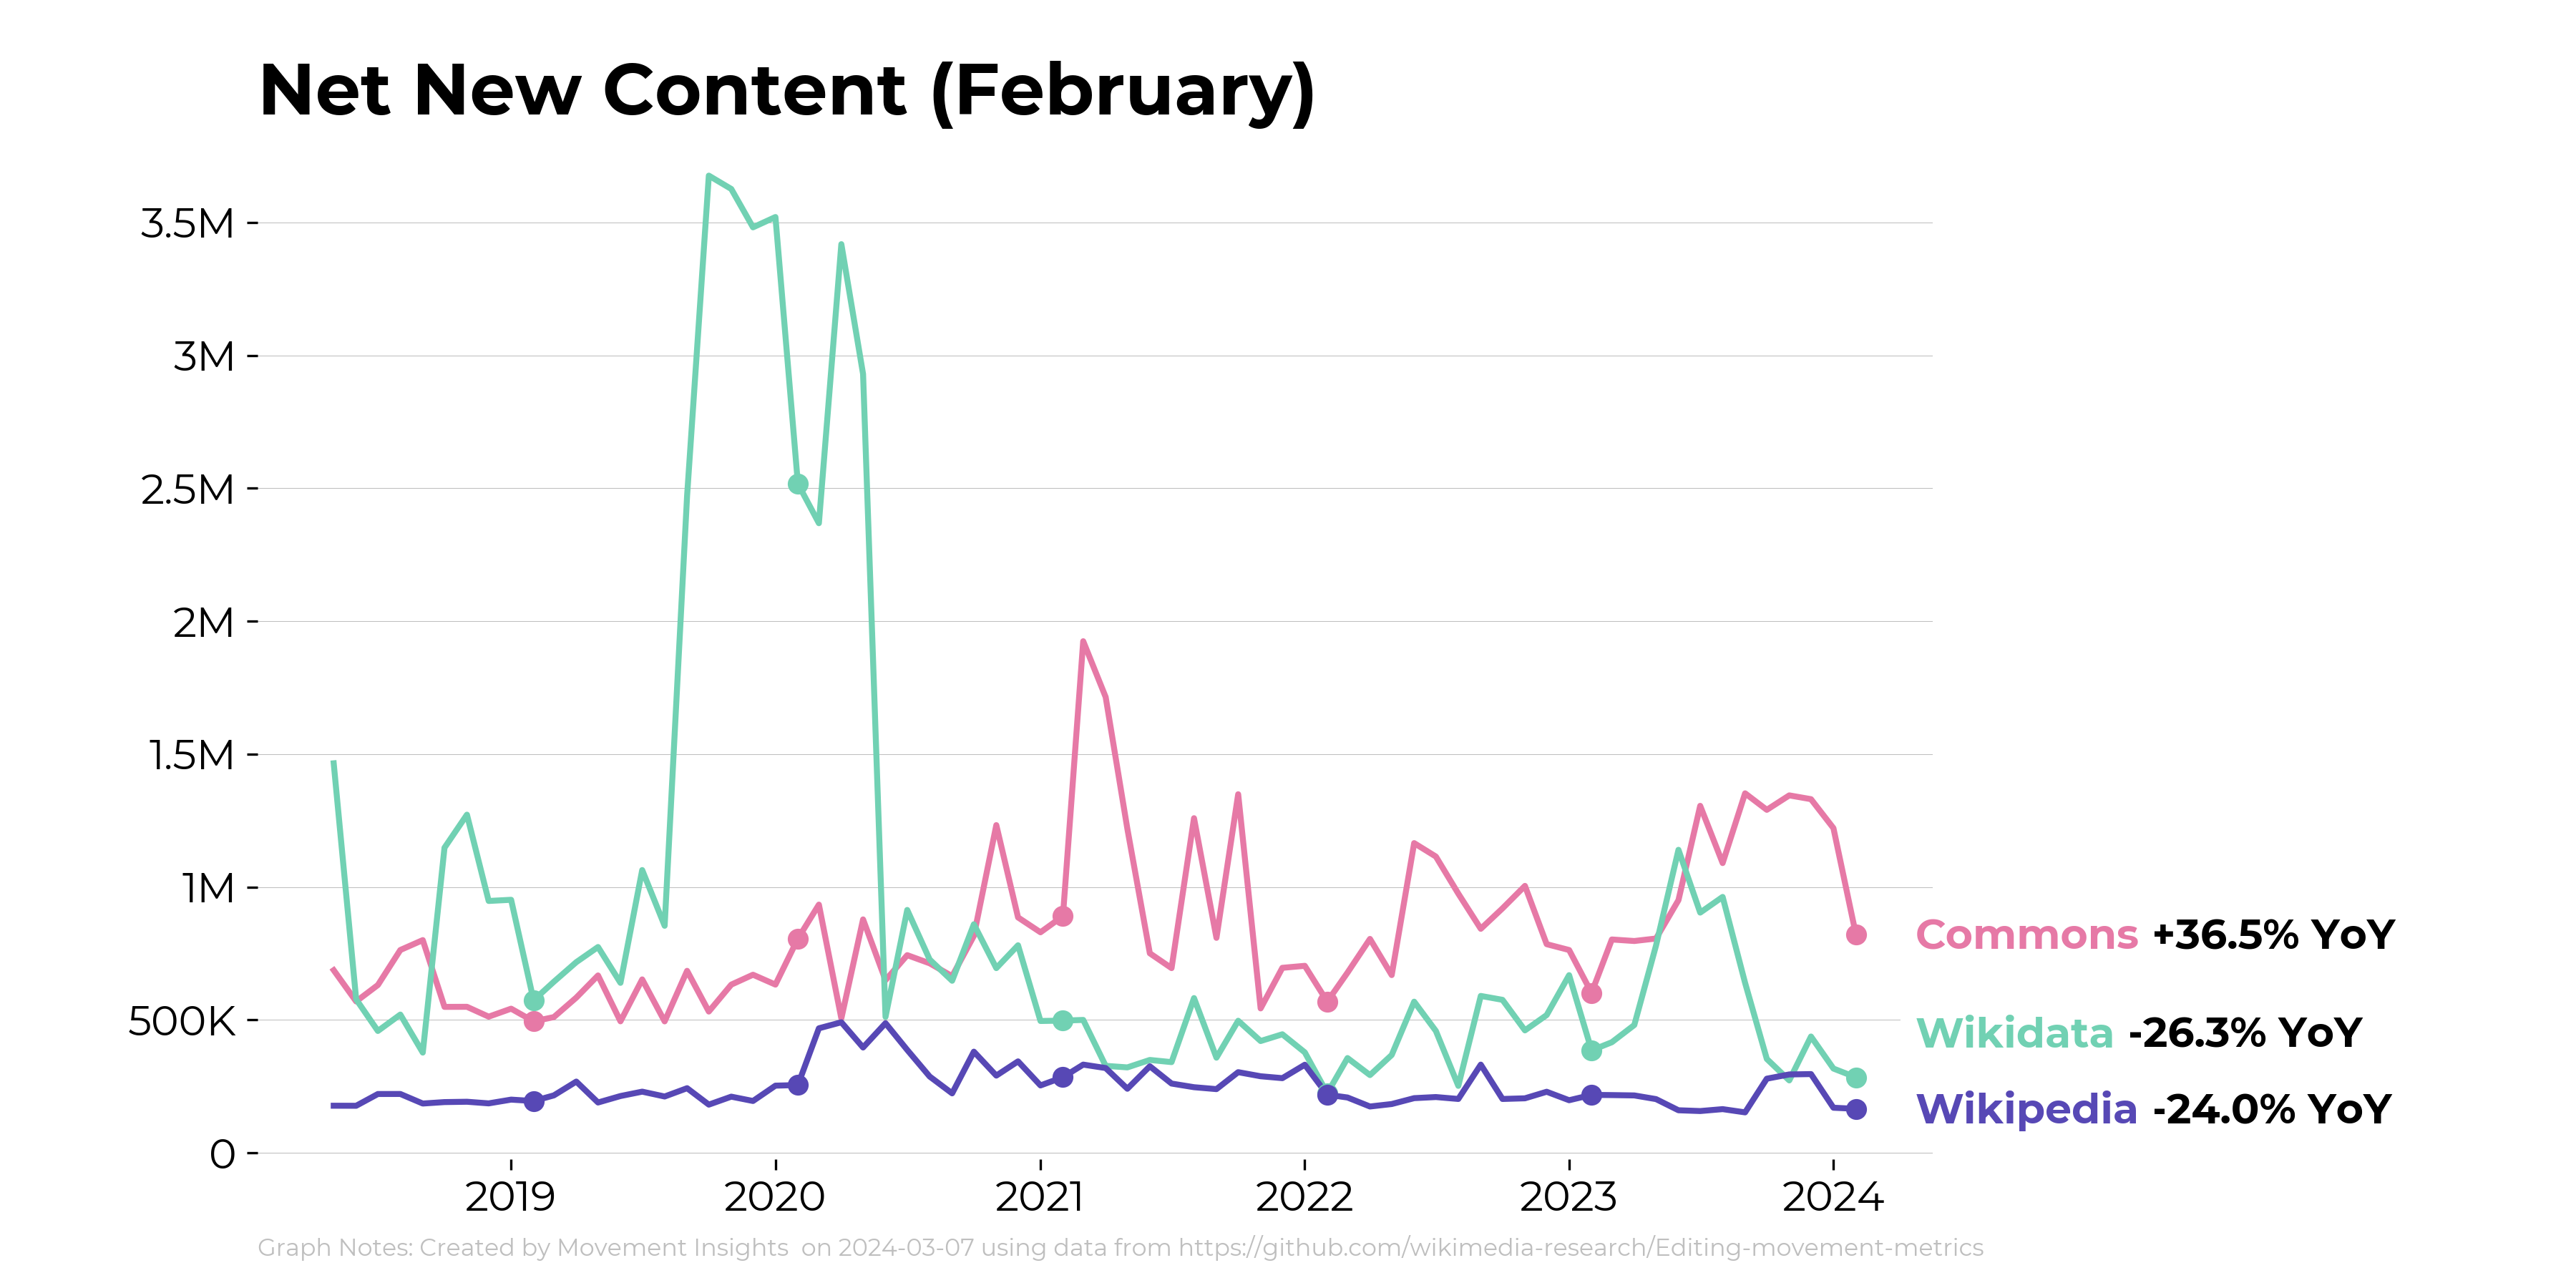 Net New Content (February)
3.5M
3M
2.5M
2M
1.5M
1M
500K
0
Commons +36.5% YoY
Wikidata -26.3% YoY
Wikipedia -24.0% YoY
2019 2020 2021 2022 2023 2024
Graph Notes: Created by Movement Insights  on 2024-03-07 using data from https://github.com/wikimedia-research/Editing-movement-metrics